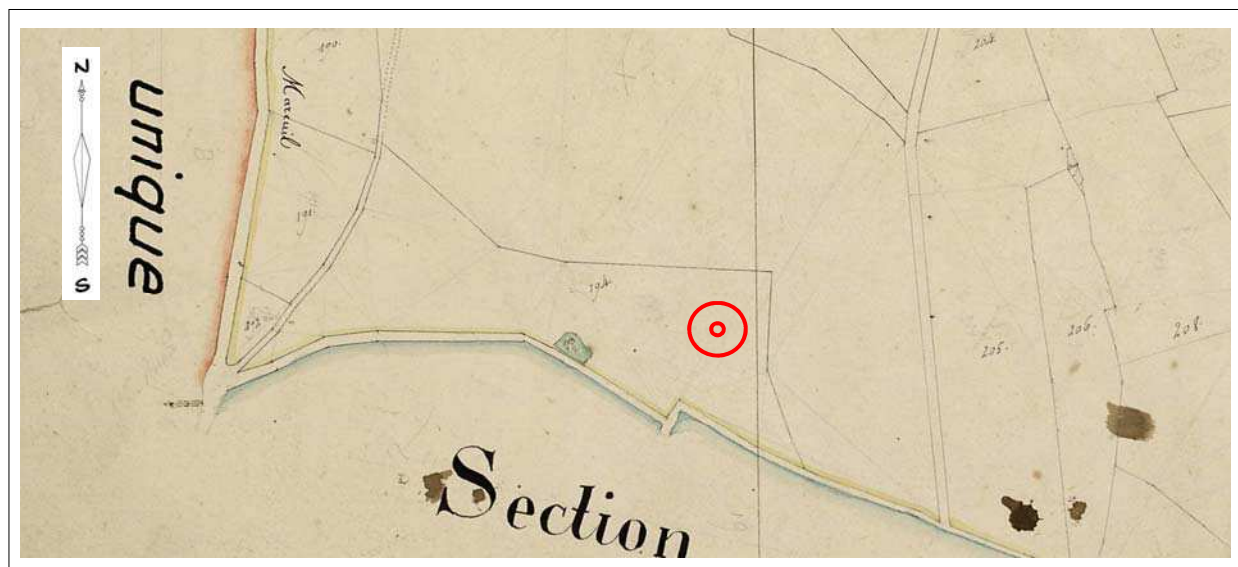 N
S
unique
Mareuil
190.
191.
194.
204.
205.
206.
208.
Section